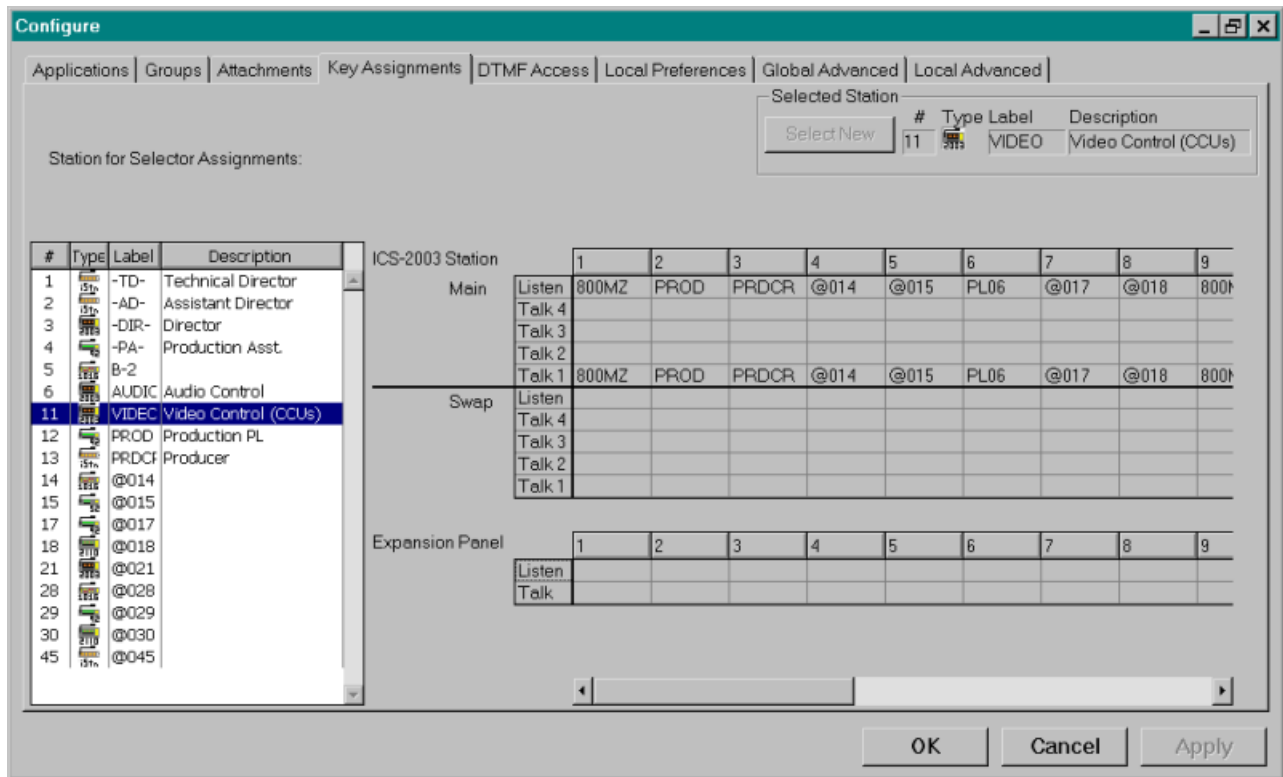 Configure
Applications Groups Attachments Key Assignments DTMF Access Local Preferences Global Advanced Local Advanced
Selected Station
# Type Label Description
Select New 11 VIDEO Video Control (CCUs)
Station for Selector Assignments:
# Type Label Description
1 -TD- Technical Director
2 -AD- Assistant Director
3 -DIR- Director
4 -PA- Production Asst.
5 B-2
6 AUDIC Audio Control
11 VIDEC Video Control (CCUs)
12 PROD Production PL
13 PRDCF Producer
14 @014
15 @015
17 @017
18 @018
21 @021
28 @028
29 @029
30 @030
45 @045
ICS-2003 Station 1 2 3 4 5 6 7 8 9
Main Listen 800MZ PROD PRDCR @014 @015 PL06 @017 @018 800M
Talk 4
Talk 3
Talk 2
Talk 1 800MZ PROD PRDCR @014 @015 PL06 @017 @018 800M
Swap Listen
Talk 4
Talk 3
Talk 2
Talk 1
Expansion Panel 1 2 3 4 5 6 7 8 9
Listen
Talk
OK Cancel Apply